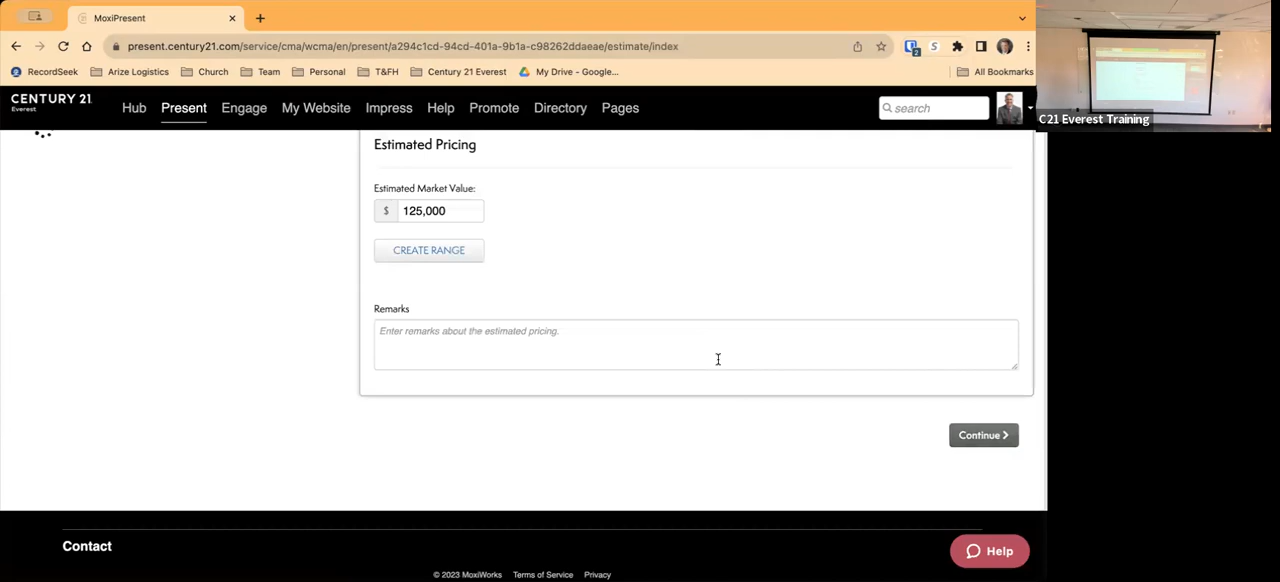 MoxiPresent
present.century21.com/service/cma/wcma/en/present/a294c1cd-94cd-401a-9b1a-c98262ddaeae/estimate/index
2 S
RecordSeek Arize Logistics Church Team Personal T&FH Century 21 Everest My Drive - Google... All Bookmarks
CENTURY 21.
Everest
Hub Present Engage My Website Impress Help Promote Directory Pages search
C21 Everest Training
Estimated Pricing
Estimated Market Value:
$ 125,000
CREATE RANGE
Remarks
Enter remarks about the estimated pricing.
Continue
Contact
Help
© 2023 MoxiWorks Terms of Service Privacy